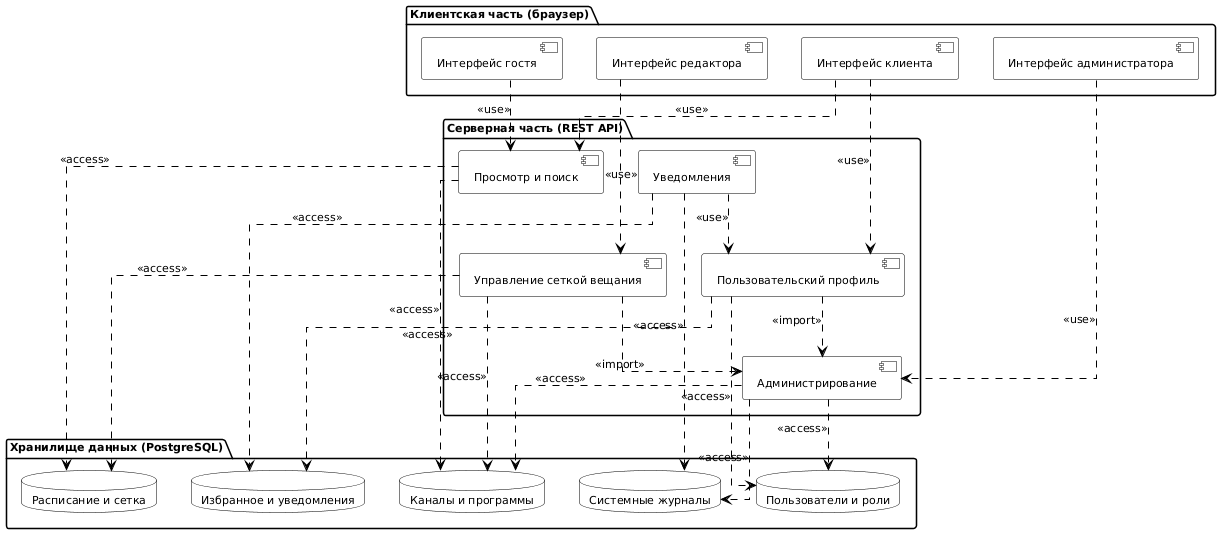 Клиентская часть (браузер)
Интерфейс гостя
Интерфейс редактора
Интерфейс клиента
Интерфейс администратора
«use»
«use»
Серверная часть (REST API)
«access»
«use»
Просмотр и поиск
«use»
Уведомления
«access»
«use»
«access»
Управление сеткой вещания
Пользовательский профиль
«access»
«import»
«use»
«access»
«access»
«import»
«access»
«access»
Администрирование
«access»
«access»
Хранилище данных (PostgreSQL)
«access»
Расписание и сетка
Избранное и уведомления
Каналы и программы
Системные журналы
Пользователи и роли